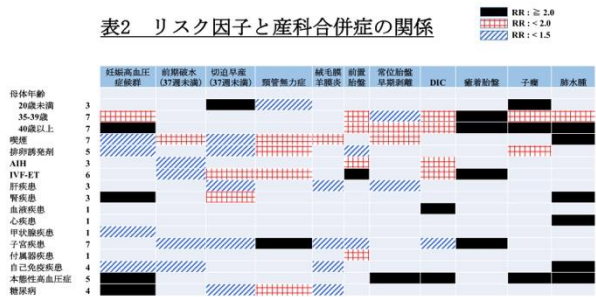 表2　リスク因子と産科合併症の関係
RR : ≧ 2.0
RR : < 2.0
RR : < 1.5
妊娠高血圧症候群 前期破水(37週未満) 切迫早産(37週未満) 頸管無力症 絨毛膜羊膜炎 前置胎盤 常位胎盤早期剥離 DIC 癒着胎盤 子癇 肺水腫
母体年齢
20歳未満 3
35-39歳 7
40歳以上 7
喫煙 7
排卵誘発剤 5
AIH 3
IVF-ET 6
肝疾患 3
腎疾患 3
血液疾患 1
心疾患 1
甲状腺疾患 1
子宮疾患 7
付属器疾患 1
自己免疫疾患 4
本態性高血圧症 5
糖尿病 4